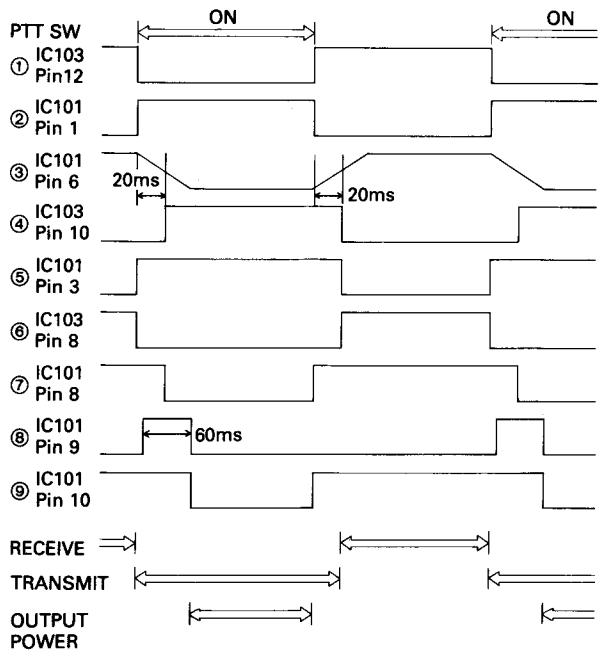 ON
ON
PTT SW
① IC103
Pin12
② IC101
Pin 1
③ IC101
Pin 6
20ms
20ms
④ IC103
Pin 10
⑤ IC101
Pin 3
⑥ IC103
Pin 8
⑦ IC101
Pin 8
⑧ IC101
Pin 9
60ms
⑨ IC101
Pin 10
RECEIVE
TRANSMIT
OUTPUT
POWER